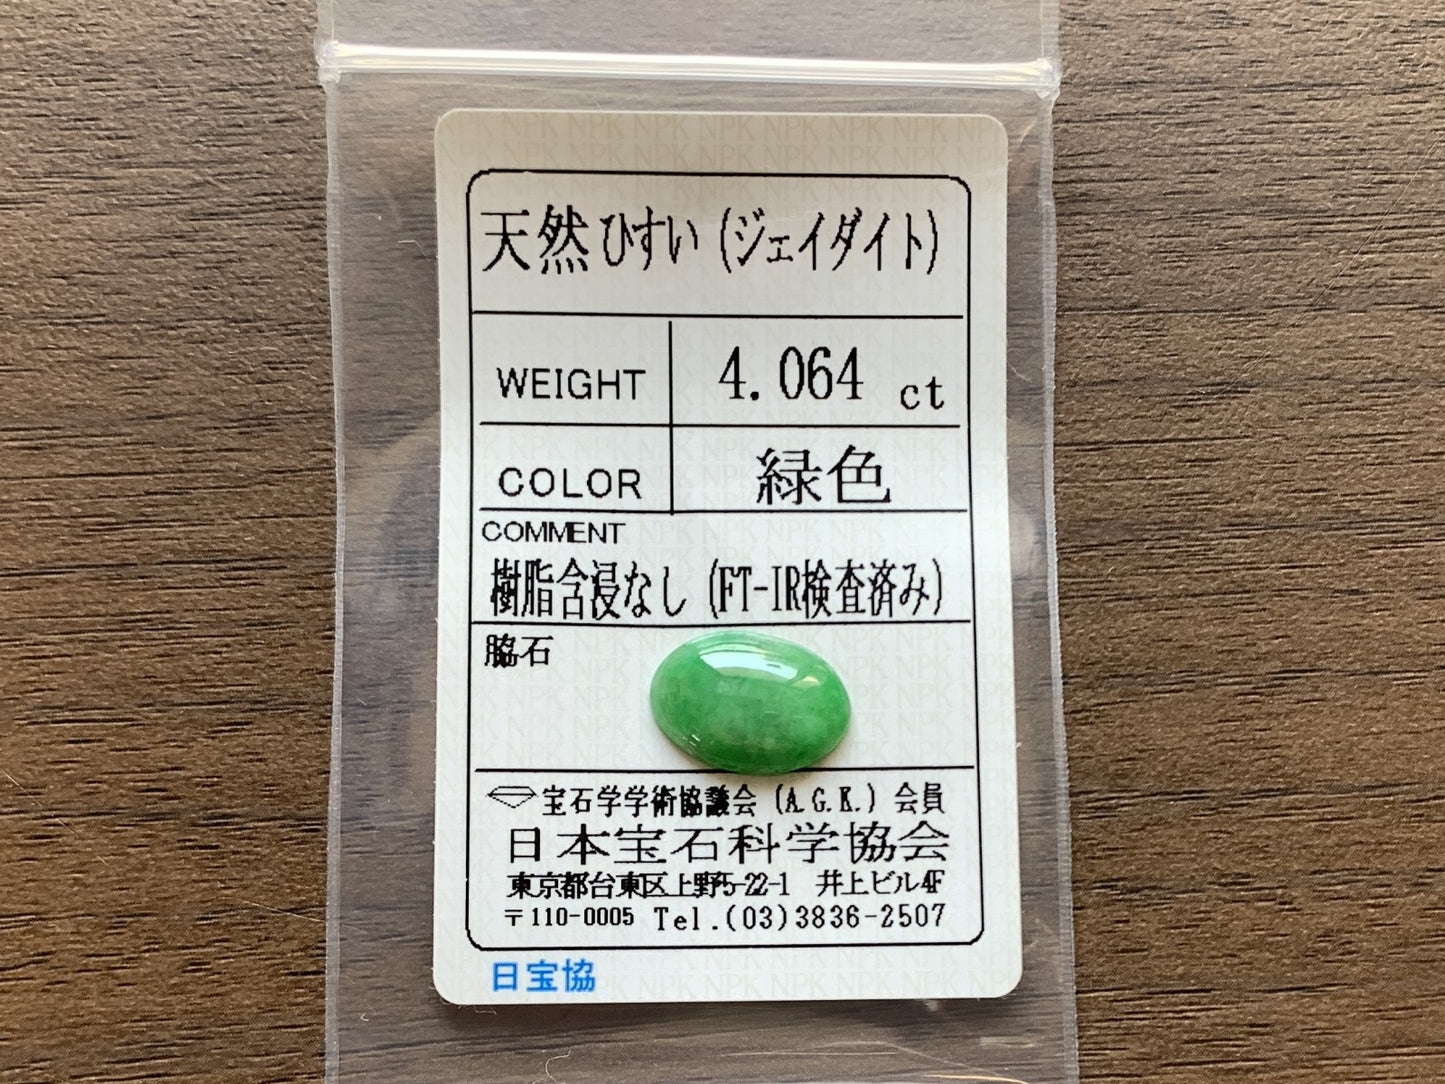 天然ひすい (ジェイダイト)
WEIGHT 4.064 ct
COLOR 緑色
COMMENT
樹脂含浸なし (FT-IR検査済み)
脇石
宝石学学術協議会 (A.G.K.) 会員
日本宝石科学協会
東京都台東区上野5-22-1 井上ビル4F
〒110-0005 Tel.(03)3836-2507
日宝協